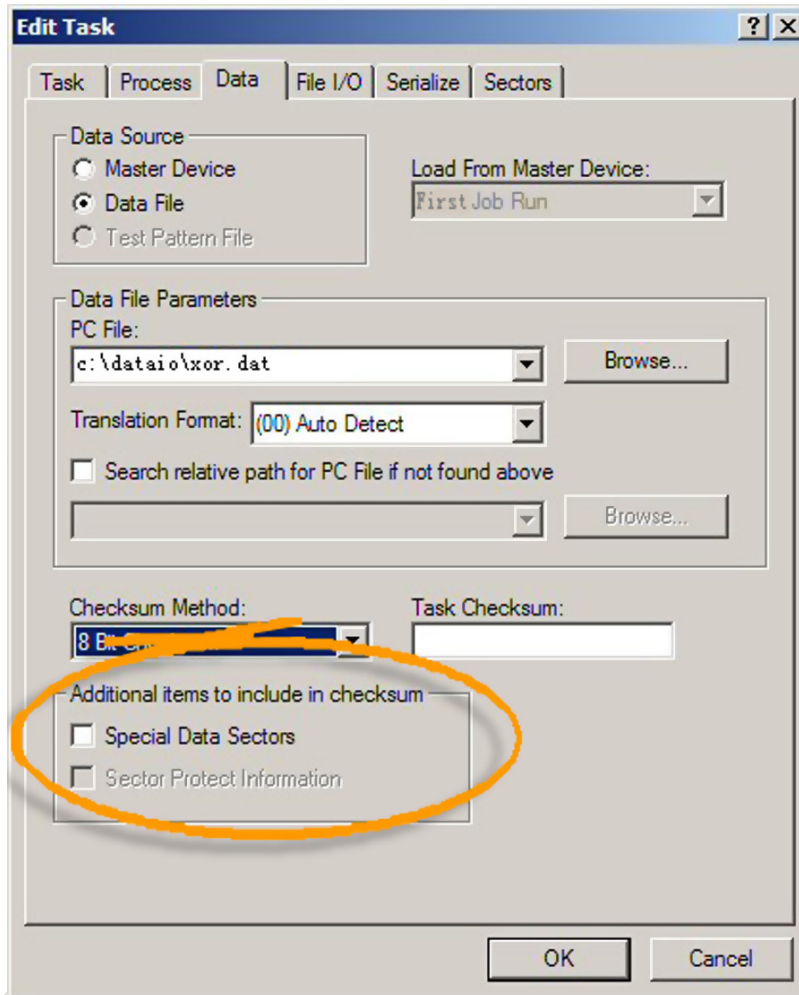 Edit Task
Task Process Data File I/O Serialize Sectors
Data Source
Master Device
Data File
Test Pattern File
Load From Master Device:
First Job Run
Data File Parameters
PC File:
c:\dataio\xor.dat
Browse...
Translation Format: (00) Auto Detect
Search relative path for PC File if not found above
Browse...
Checksum Method:
8 Bit
Task Checksum:
Additional items to include in checksum
Special Data Sectors
Sector Protect Information
OK Cancel